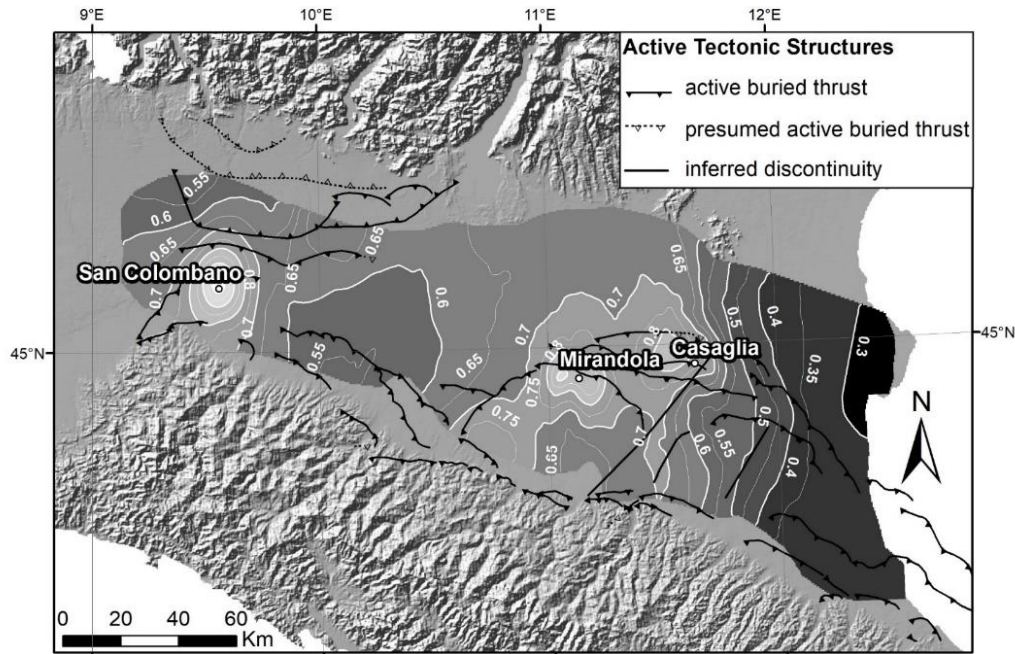 9°E 10°E 11°E 12°E
Active Tectonic Structures
active buried thrust
presumed active buried thrust
inferred discontinuity
0.55
0.6
0.65
0.65
0.65
San Colombano
0.8
0.7
0.65
0.7
0.6
0.7
0.65
0.5
0.4
0.3
45°N
0.55
0.65
0.7
0.8
0.8
Mirandola
Casaglia
0.35
45°N
0.75
0.75
0.7
0.65
0.6
0.55
0.5
0.4
N
0 20 40 60
Km